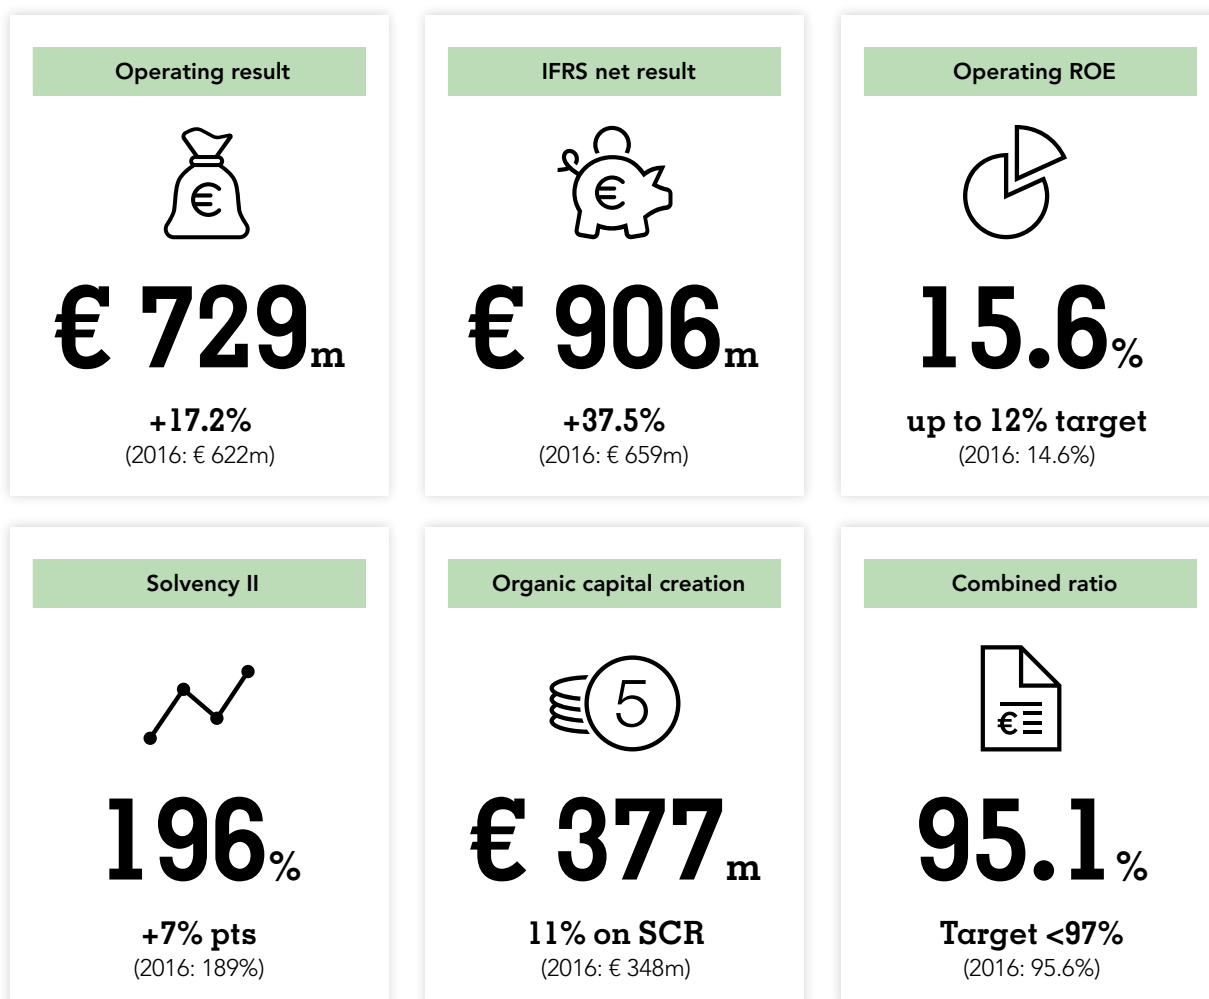 Operating result
€
€ 729m
+17.2%
(2016: € 622m)
IFRS net result
€
€ 906m
+37.5%
(2016: € 659m)
Operating ROE
15.6%
up to 12% target
(2016: 14.6%)
Solvency II
196%
+7% pts
(2016: 189%)
Organic capital creation
5
€ 377m
11% on SCR
(2016: € 348m)
Combined ratio
€
95.1%
Target <97%
(2016: 95.6%)